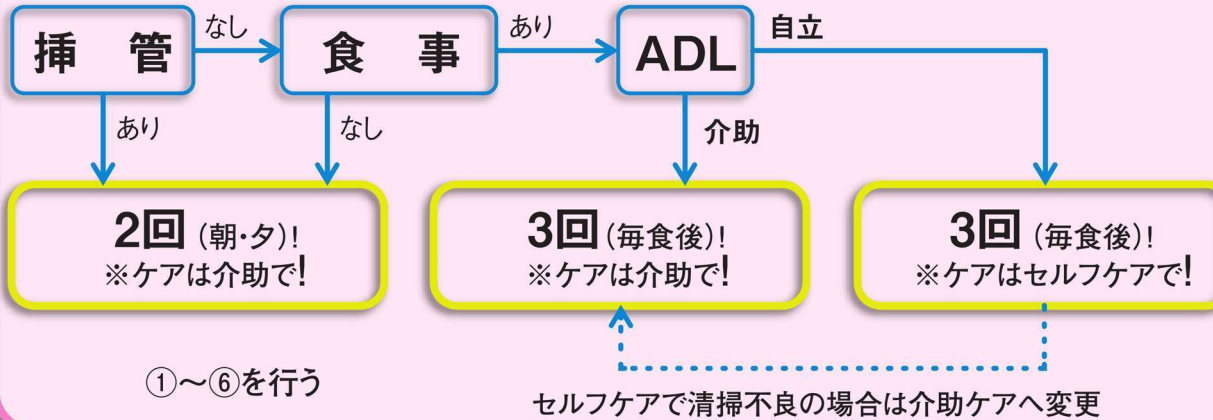 挿 管
なし
食 事
あり
ADL
自立
あり
なし
介助
2回(朝・夕)!
※ケアは介助で!
3回(毎食後)!
※ケアは介助で!
3回(毎食後)!
※ケアはセルフケアで!
①～⑥を行う
セルフケアで清掃不良の場合は介助ケアへ変更